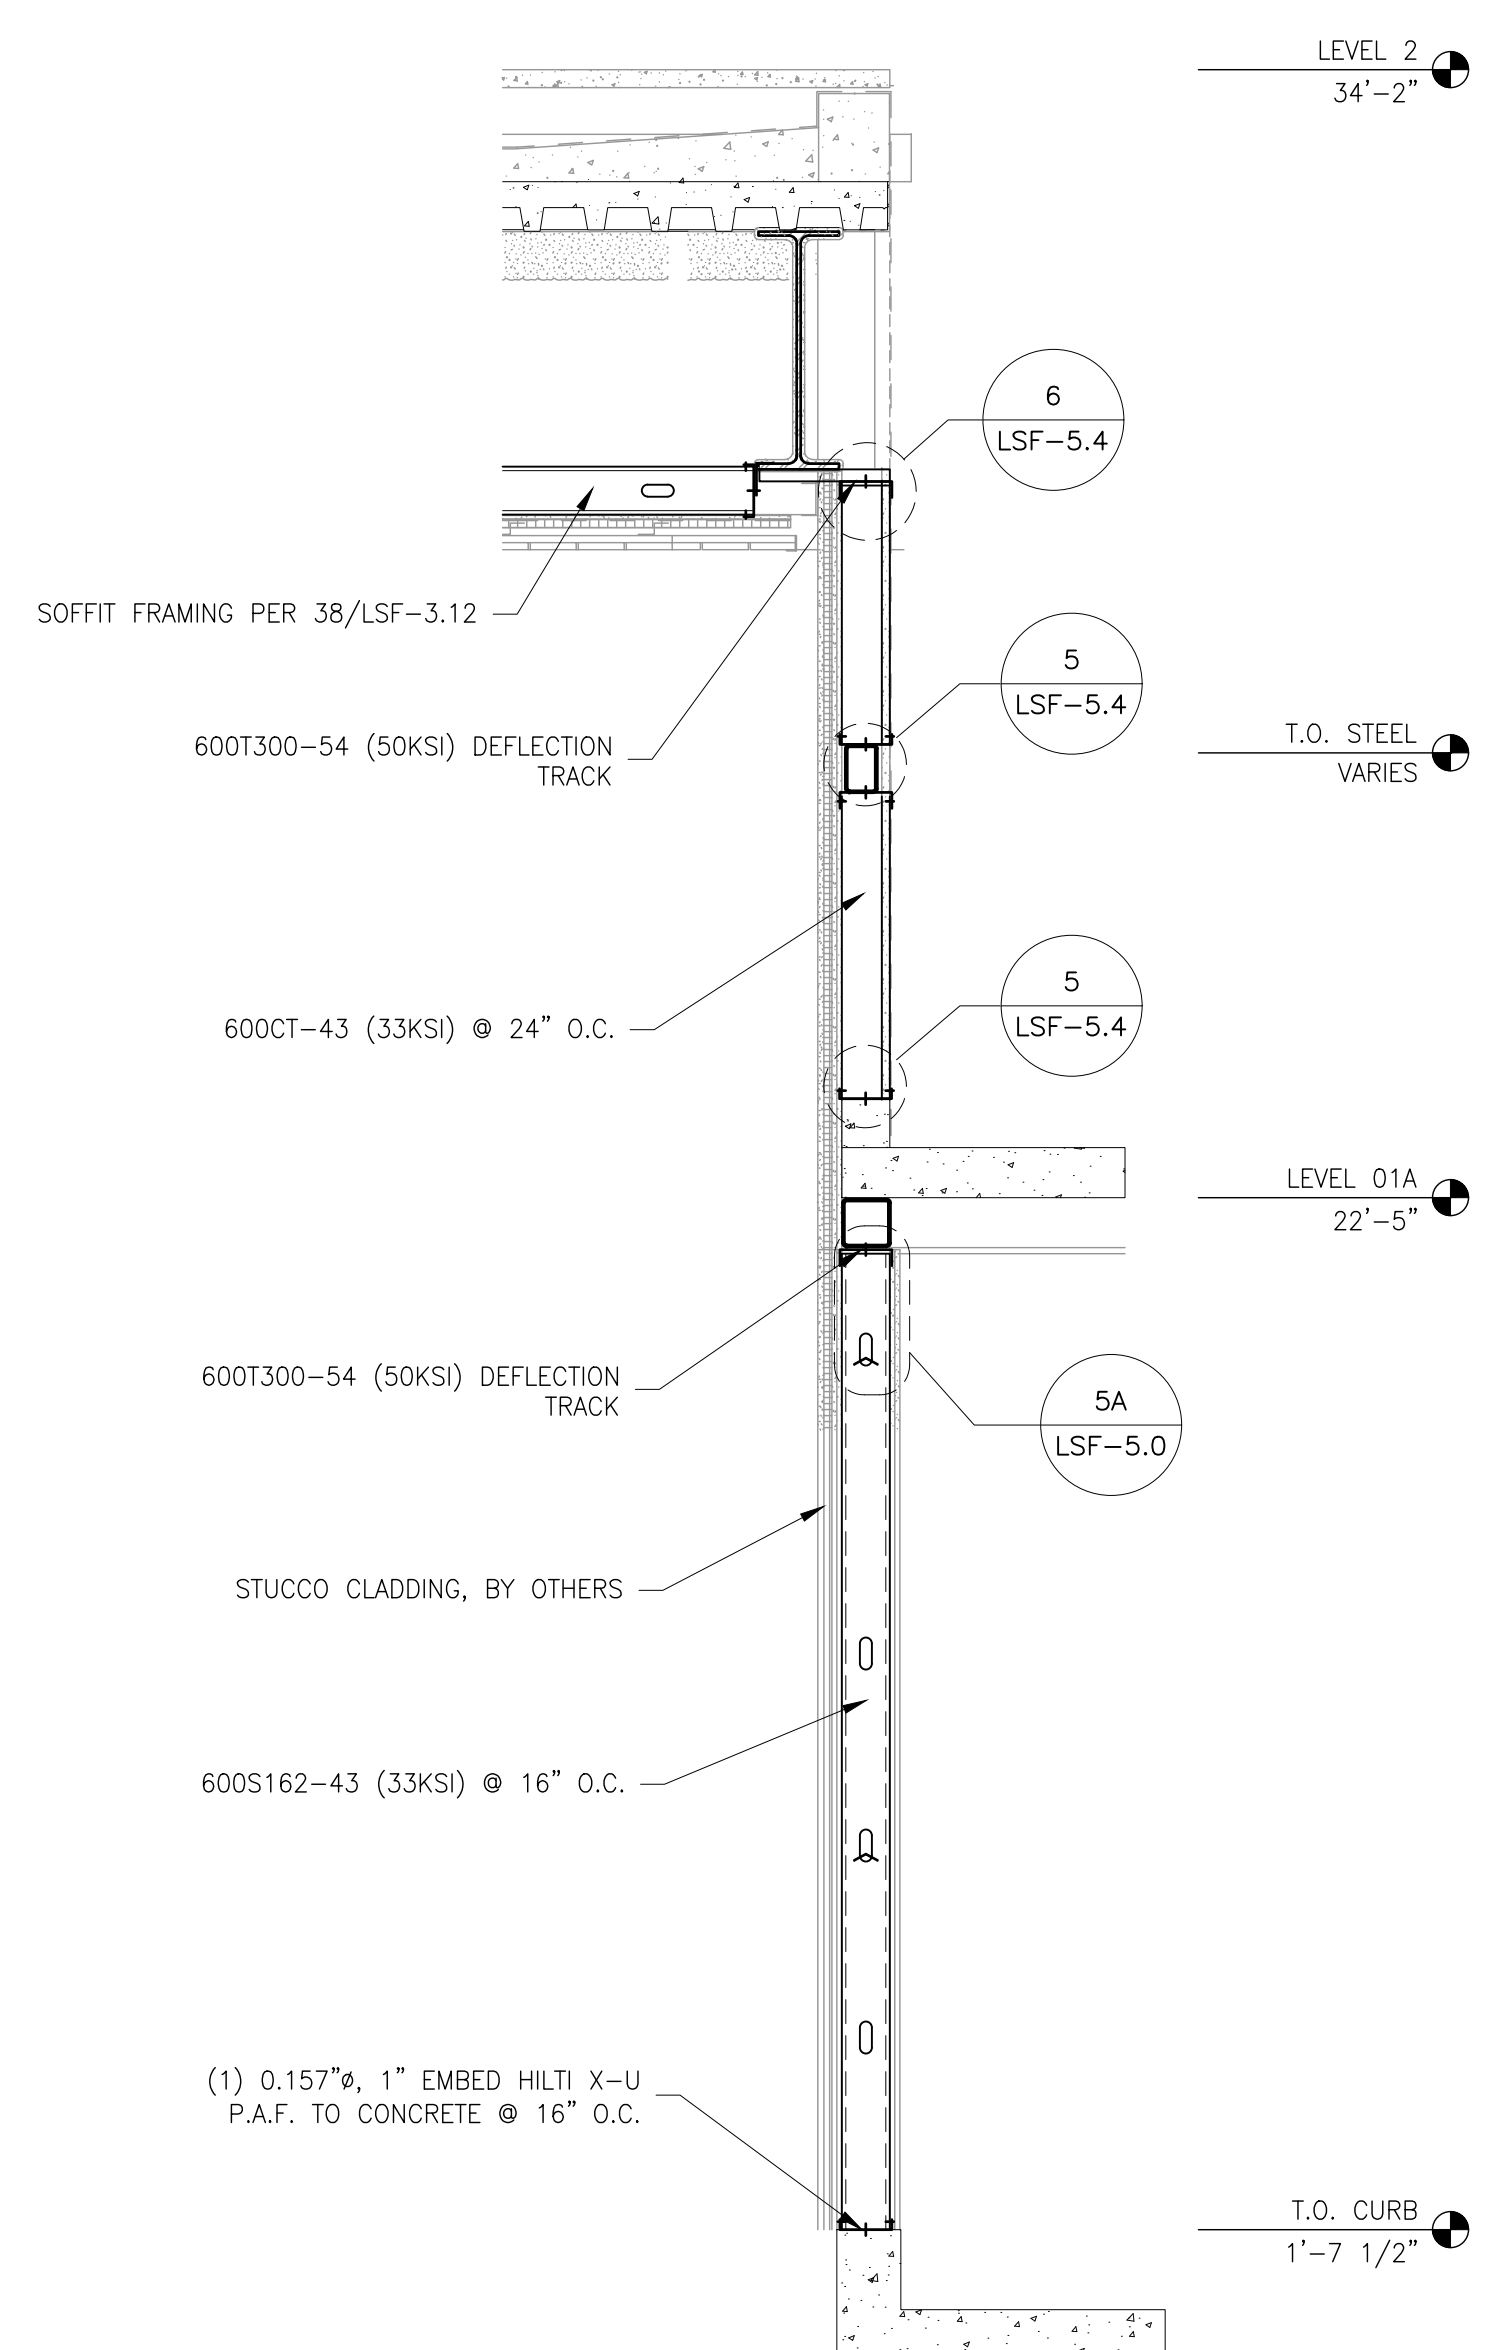 LEVEL 2
34'-2"
6
LSF-5.4
SOFFIT FRAMING PER 38/LSF-3.12
5
LSF-5.4
600T300-54 (50KSI) DEFLECTION
TRACK
T.O. STEEL
VARIES
600CT-43 (33KSI) @ 24" O.C.
5
LSF-5.4
LEVEL 01A
22'-5"
600T300-54 (50KSI) DEFLECTION
TRACK
5A
LSF-5.0
STUCCO CLADDING, BY OTHERS
600S162-43 (33KSI) @ 16" O.C.
(1) 0.157"ø, 1" EMBED HILTI X-U
P.A.F. TO CONCRETE @ 16" O.C.
T.O. CURB
1'-7 1/2"